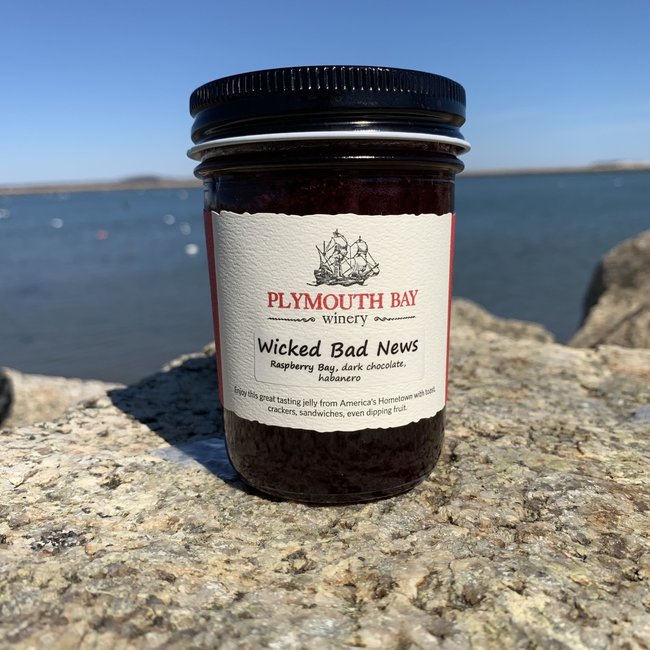 PLYMOUTH BAY
winery
Wicked Bad News
Raspberry Bay, dark chocolate,
habanero
Enjoy this great tasting jelly from America's Hometown with toast,
crackers, sandwiches, even dipping fruit.